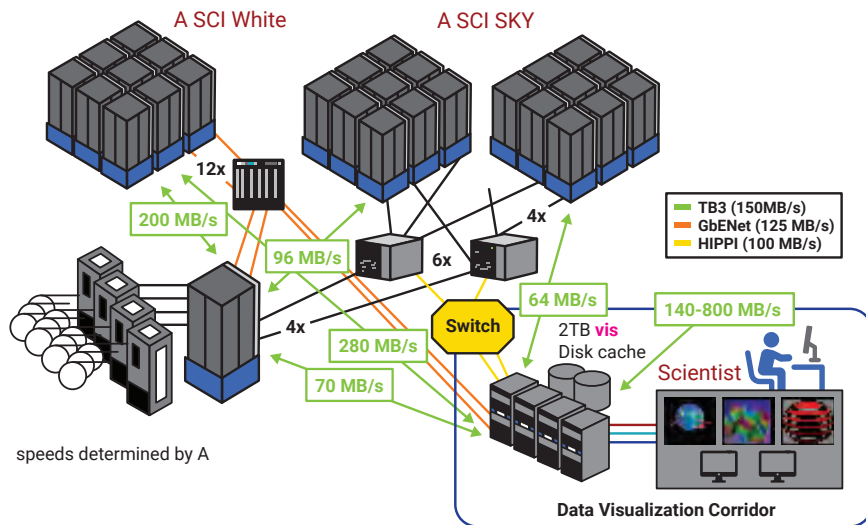 A SCI White
A SCI SKY
12x
200 MB/s
4x
TB3 (150MB/s)
GbENet (125 MB/s)
HIPPI (100 MB/s)
96 MB/s
6x
64 MB/s
140-800 MB/s
4x
Switch
2TB vis
Disk cache
280 MB/s
70 MB/s
Scientist
speeds determined by A
Data Visualization Corridor